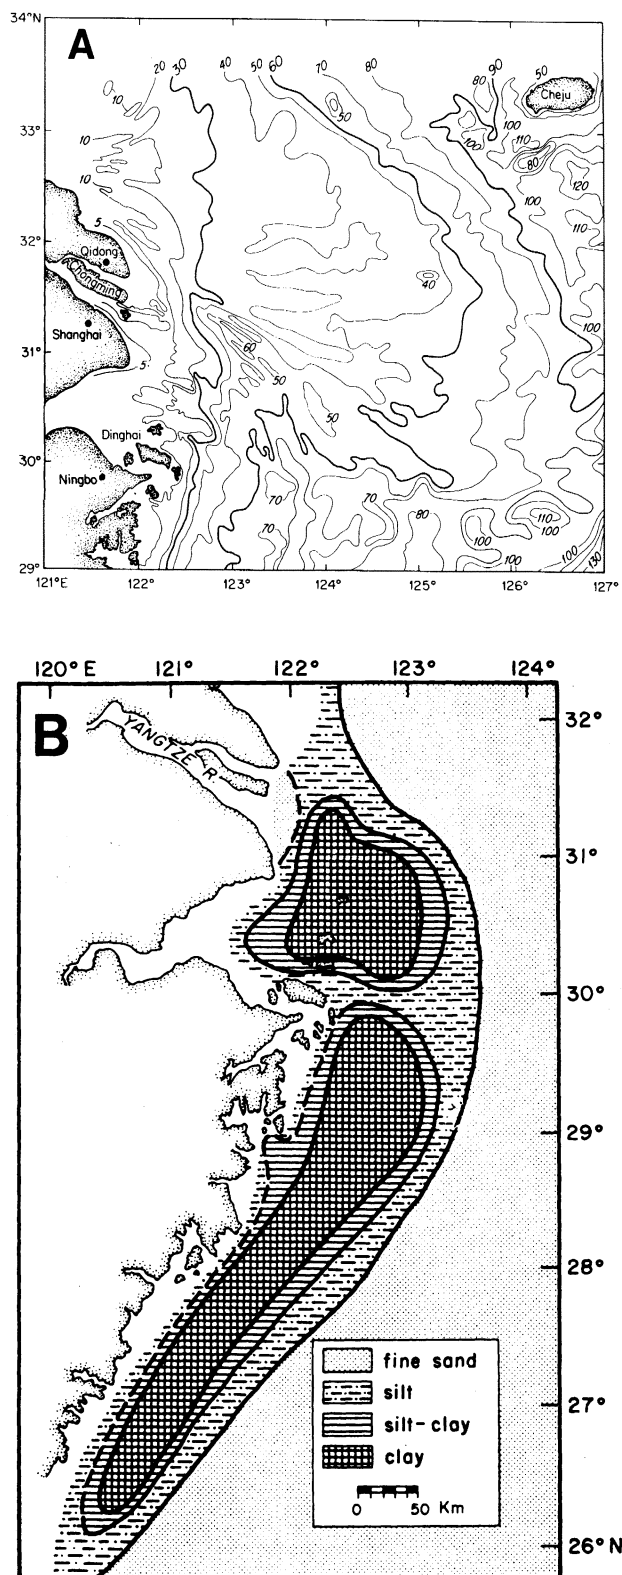 34°N
A
20 30 40 50 60 70 80 90 50
Cheju
80
10
50
33°
100
100
110
10
80
10
120
100
5
110
32°
Qidong
Chongming
40
Shanghai
100
31°
60
5
50
100
50
Dinghai
30°
Ningbo
70 70
80
110
100
70
100
100
100
130
29°
121°E 122° 123° 124° 125° 126° 127°
120°E 121° 122° 123° 124°
B
32°
YANGTZE R.
31°
30°
29°
28°
fine sand
silt
27°
silt-clay
clay
0 50 Km
26°N